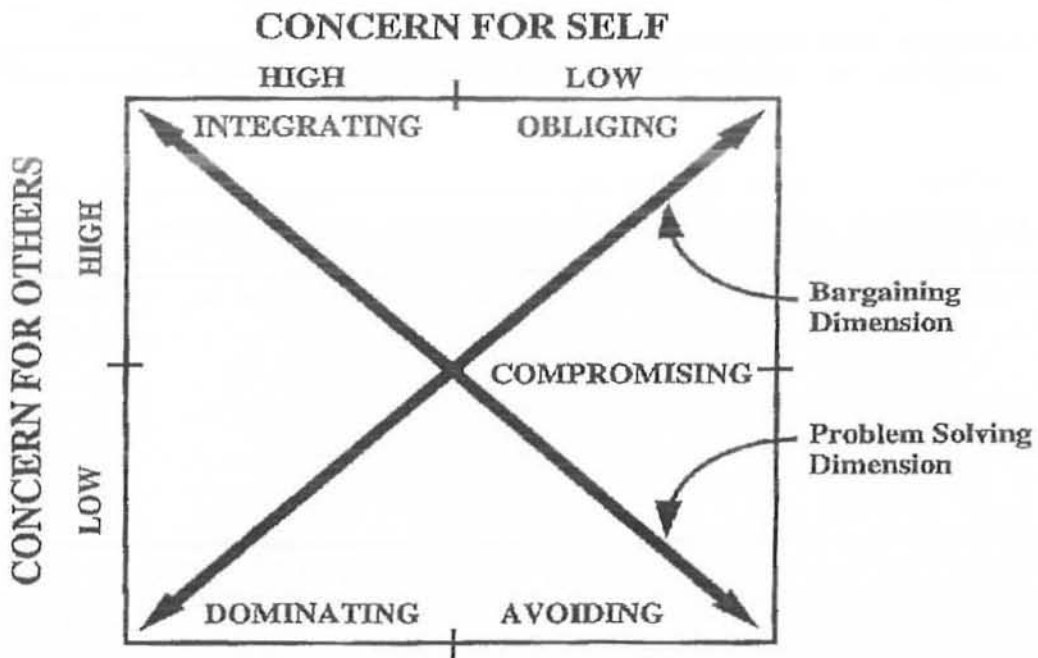 CONCERN FOR SELF
HIGH
LOW
INTEGRATING
OBLIGING
CONCERN FOR OTHERS
HIGH
LOW
Bargaining
Dimension
COMPROMISING
Problem Solving
Dimension
DOMINATING
AVOIDING